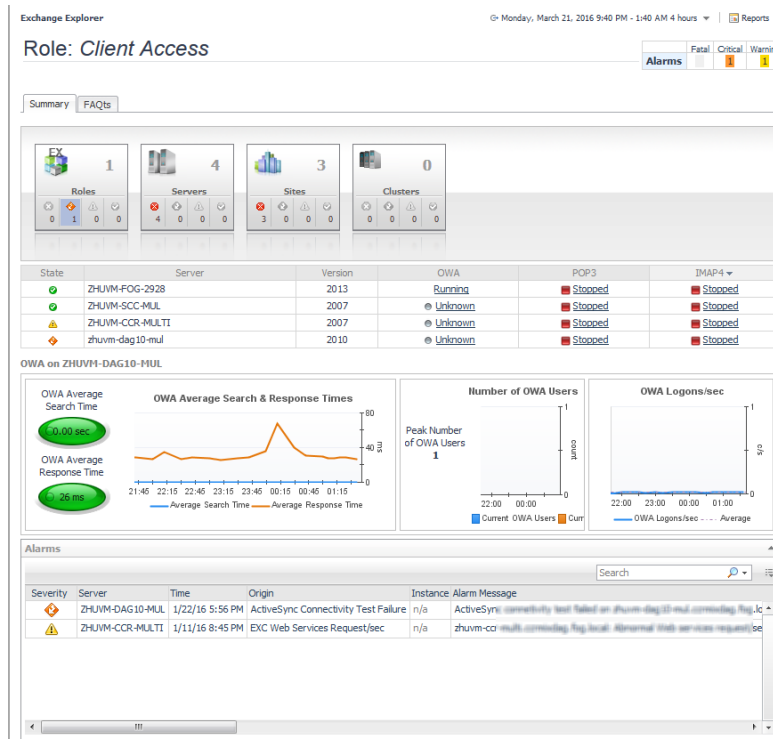 Exchange Explorer
Monday, March 21, 2016 9:40 PM - 1:40 AM 4 hours Reports
Role: Client Access
Fatal Critical Warnin
Alarms 1 1
Summary FAQts
EX 1 4 3 0
Roles Servers Sites Clusters
0 1 0 0 4 0 0 0 3 0 0 0 0 0 0 0
State Server Version OWA POP3 IMAP4
ZHUVM-FOG-2928 2013 Running Stopped Stopped
ZHUVM-SCC-MUL 2007 Unknown Stopped Stopped
ZHUVM-CCR-MULTI 2007 Unknown Stopped Stopped
zhuvm-dag10-mul 2010 Unknown Stopped Stopped
OWA on ZHUVM-DAG10-MUL
OWA Average
Search Time
0.00 sec
OWA Average
Response Time
26 ms
OWA Average Search & Response Times
80
40
0
ms
21:45 22:15 22:45 23:15 23:45 00:15 00:45 01:15
Average Search Time Average Response Time
Number of OWA Users
Peak Number
of OWA Users
1
1
0
count
22:00 00:00
Current OWA Users Curr
OWA Logons/sec
1
0
c/s
22:00 23:00 00:00 01:00
OWA Logons/sec Average
Alarms
Search
Severity Server Time Origin Instance Alarm Message
ZHUVM-DAG10-MUL 1/22/16 5:56 PM ActiveSync Connectivity Test Failure n/a ActiveSync
ZHUVM-CCR-MULTI 1/11/16 8:45 PM EXC Web Services Request/sec n/a zhuvm-ccr